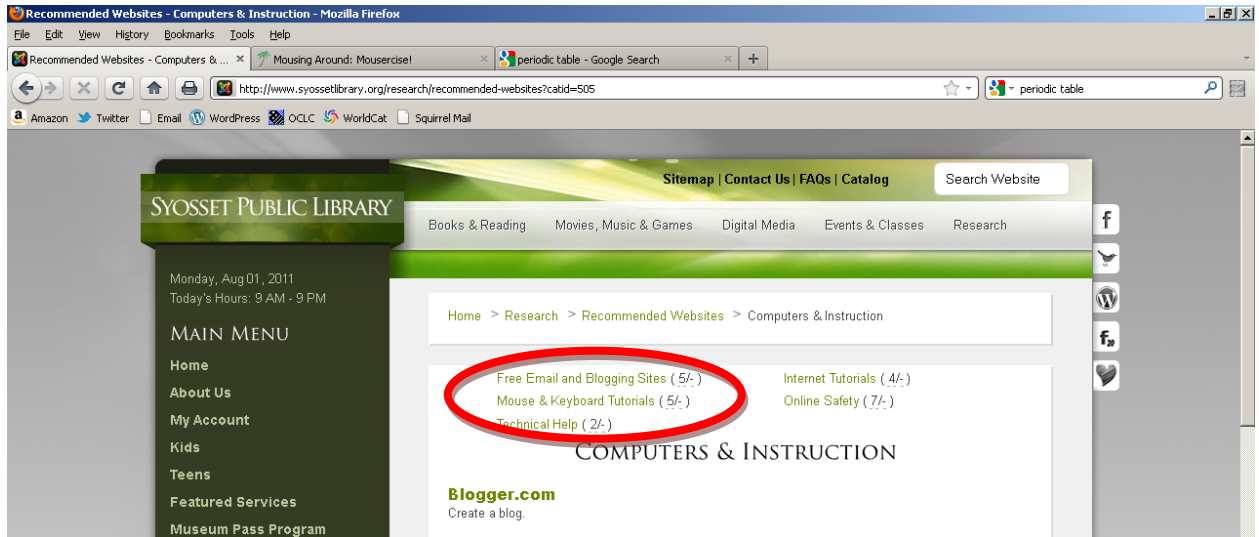 Recommended Websites - Computers & Instruction - Mozilla Firefox
File Edit View History Bookmarks Tools Help
Recommended Websites - Computers & ... Mousing Around: Mousercise! periodic table - Google Search
http://www.syossetlibrary.org/research/recommended-websites?catid=505 periodic table
Amazon Twitter Email WordPress OCLC WorldCat Squirrel Mail
Sitemap | Contact Us | FAQs | Catalog Search Website
SYOSSET PUBLIC LIBRARY
Books & Reading Movies, Music & Games Digital Media Events & Classes Research
Monday, Aug 01, 2011
Today's Hours: 9 AM - 9 PM
MAIN MENU
Home
About Us
My Account
Kids
Teens
Featured Services
Museum Pass Program
Home > Research > Recommended Websites > Computers & Instruction
Free Email and Blogging Sites ( 5/- ) Internet Tutorials ( 4/- )
Mouse & Keyboard Tutorials ( 5/- ) Online Safety ( 7/- )
Technical Help ( 2/- )
COMPUTERS & INSTRUCTION
Blogger.com
Create a blog.